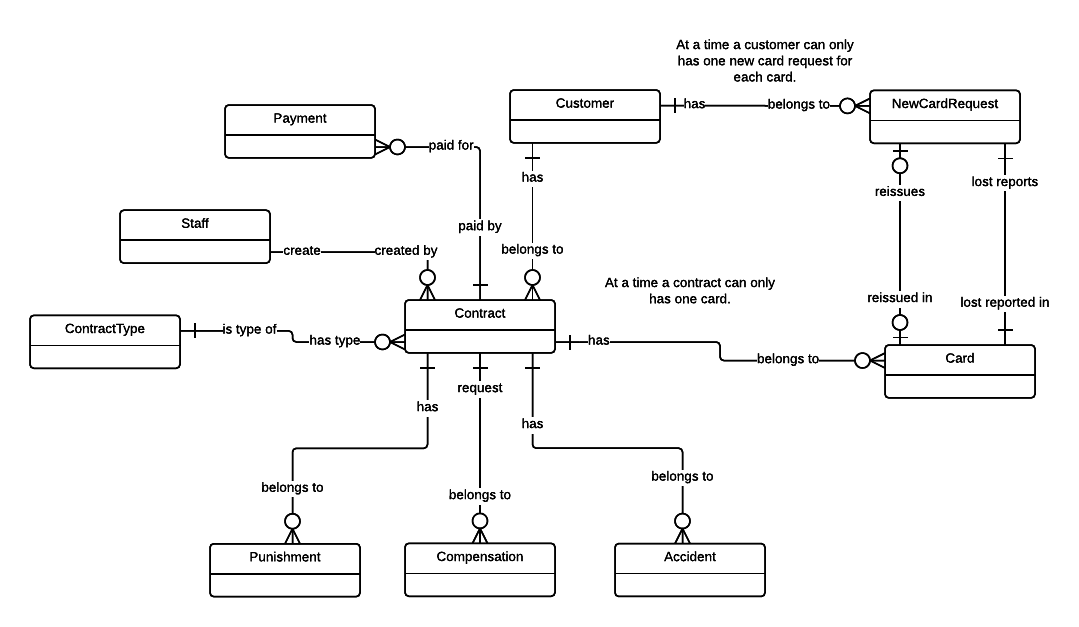 At a time a customer can only
has one new card request for
each card.
Customer
has
belongs to
NewCardRequest
Payment
paid for
reissues
lost reports
has
Staff
paid by
create
created by
belongs to
At a time a contract can only
has one card.
reissued in
lost reported in
ContractType
is type of
has type
Contract
has
belongs to
Card
has
request
has
belongs to
belongs to
belongs to
Punishment
Compensation
Accident